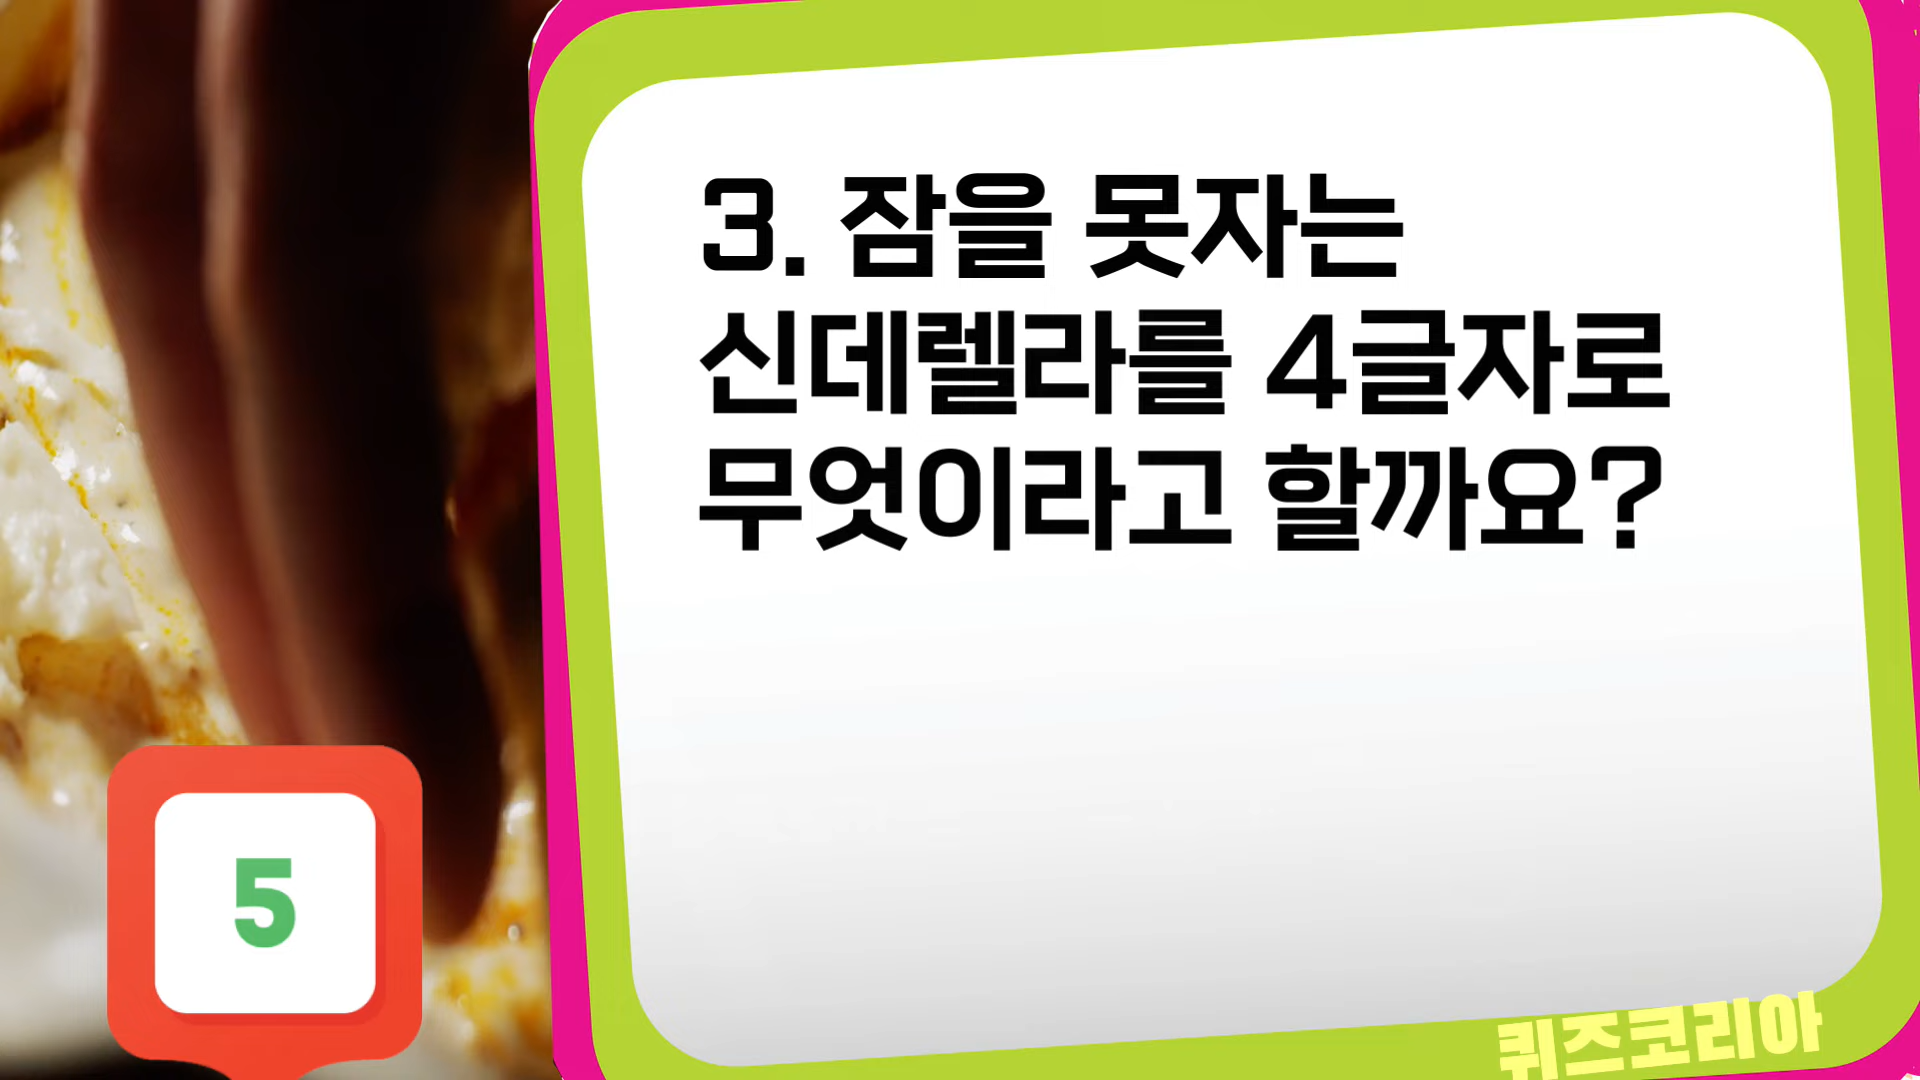 3. 잠을 못자는
신데렐라를 4글자로
무엇이라고 할까요?
5
퀴즈코리아